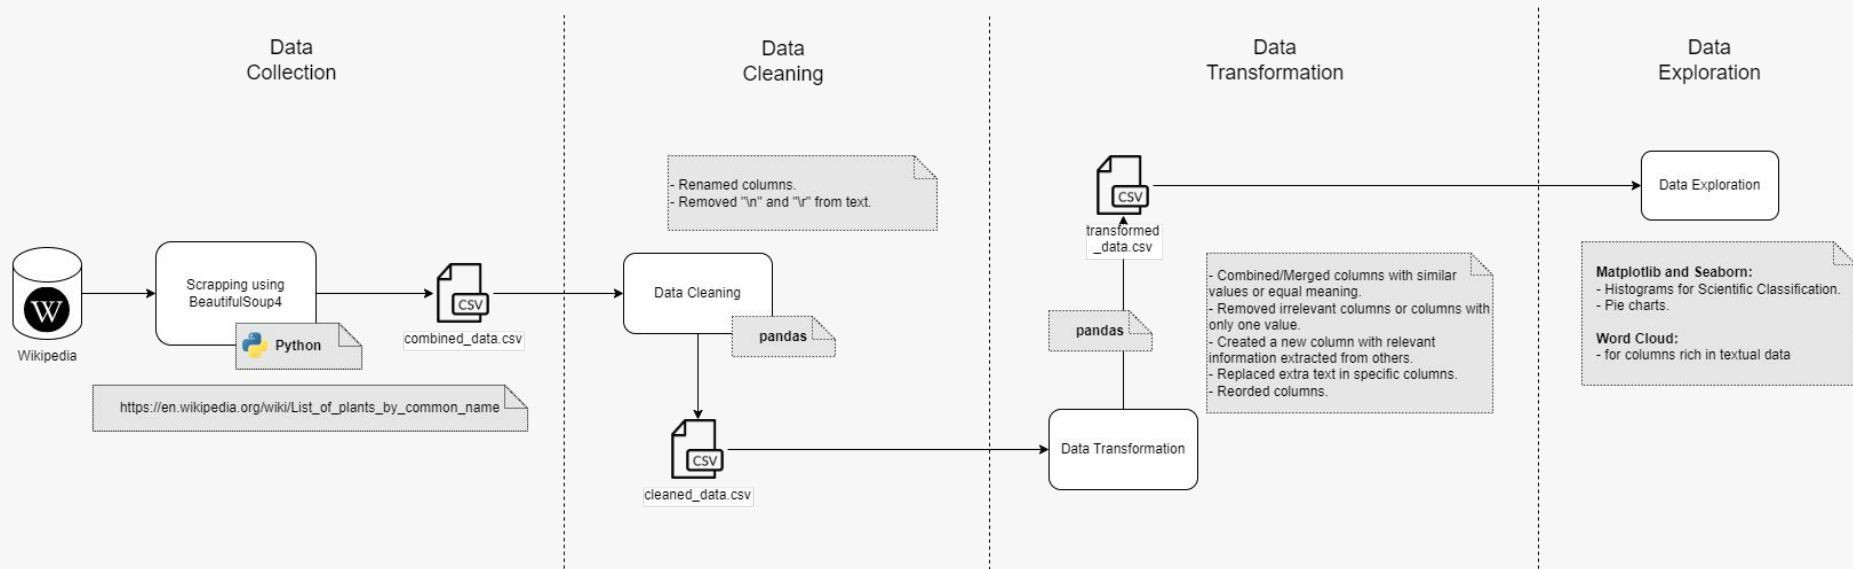 Data
Collection
Data
Cleaning
Data
Transformation
Data
Exploration
W
Wikipedia
Scrapping using
BeautifulSoup4
Python
https://en.wikipedia.org/wiki/List_of_plants_by_common_name
CSV
combined_data.csv
- Renamed columns.
- Removed "\n" and "\r" from text.
Data Cleaning
pandas
CSV
cleaned_data.csv
CSV
transformed
_data.csv
pandas
- Combined/Merged columns with similar
values or equal meaning.
- Removed irrelevant columns or columns with
only one value.
- Created a new column with relevant
information extracted from others.
- Replaced extra text in specific columns.
- Reorded columns.
Data Transformation
Data Exploration
Matplotlib and Seaborn:
- Histograms for Scientific Classification.
- Pie charts.
Word Cloud:
- for columns rich in textual data